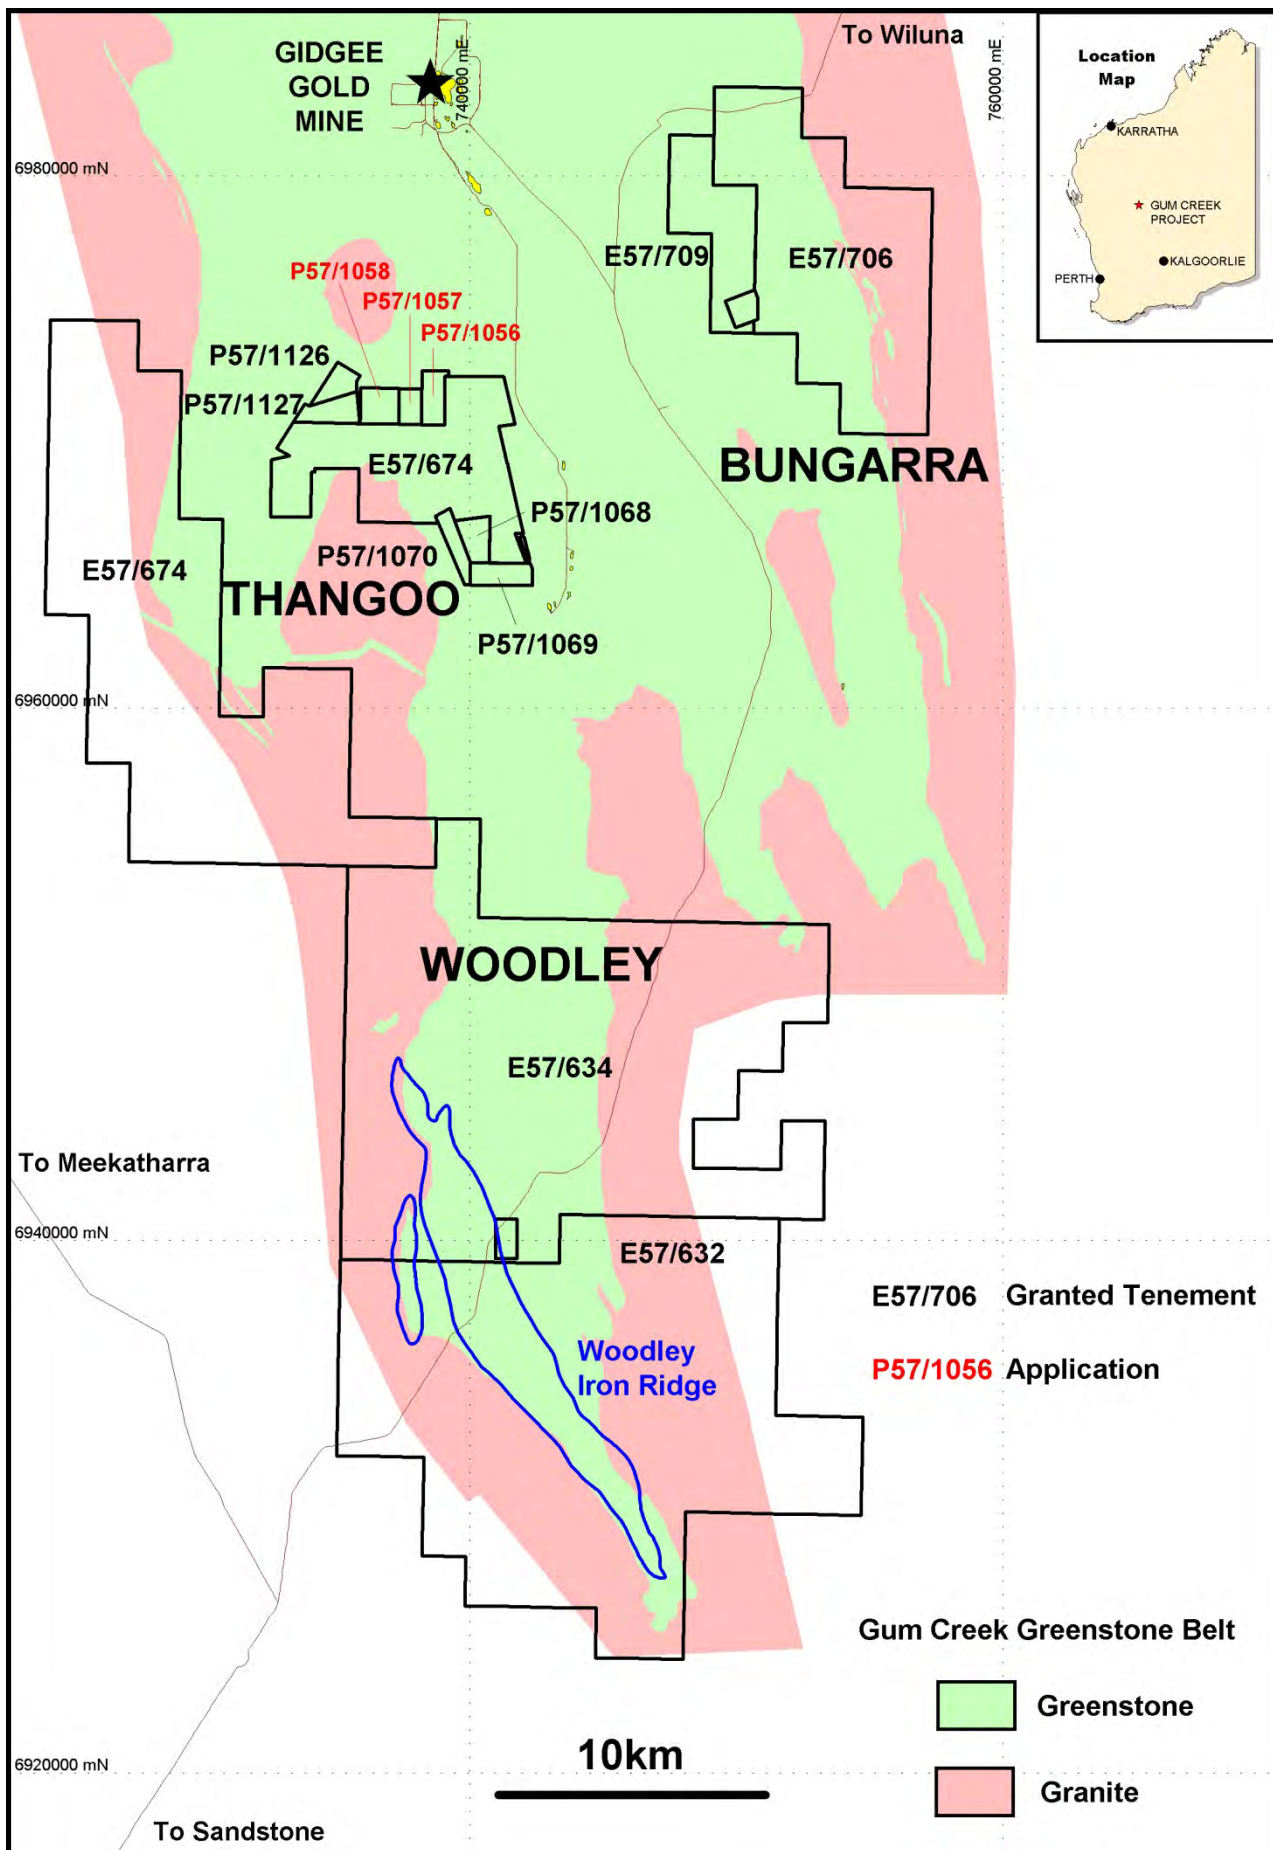 GIDGEE
GOLD
MINE
740000 mE
To Wiluna
760000 mE
Location
Map
KARRATHA
GUM CREEK
PROJECT
KALGOORLIE
PERTH
6980000 mN
E57/709
E57/706
P57/1058
P57/1057
P57/1056
P57/1126
P57/1127
E57/674
BUNGARRA
P57/1068
P57/1070
E57/674
THANGOO
P57/1069
6960000 mN
WOODLEY
E57/634
To Meekatharra
6940000 mN
E57/632
E57/706 Granted Tenement
Woodley
Iron Ridge
P57/1056 Application
Gum Creek Greenstone Belt
Greenstone
10km
6920000 mN
Granite
To Sandstone